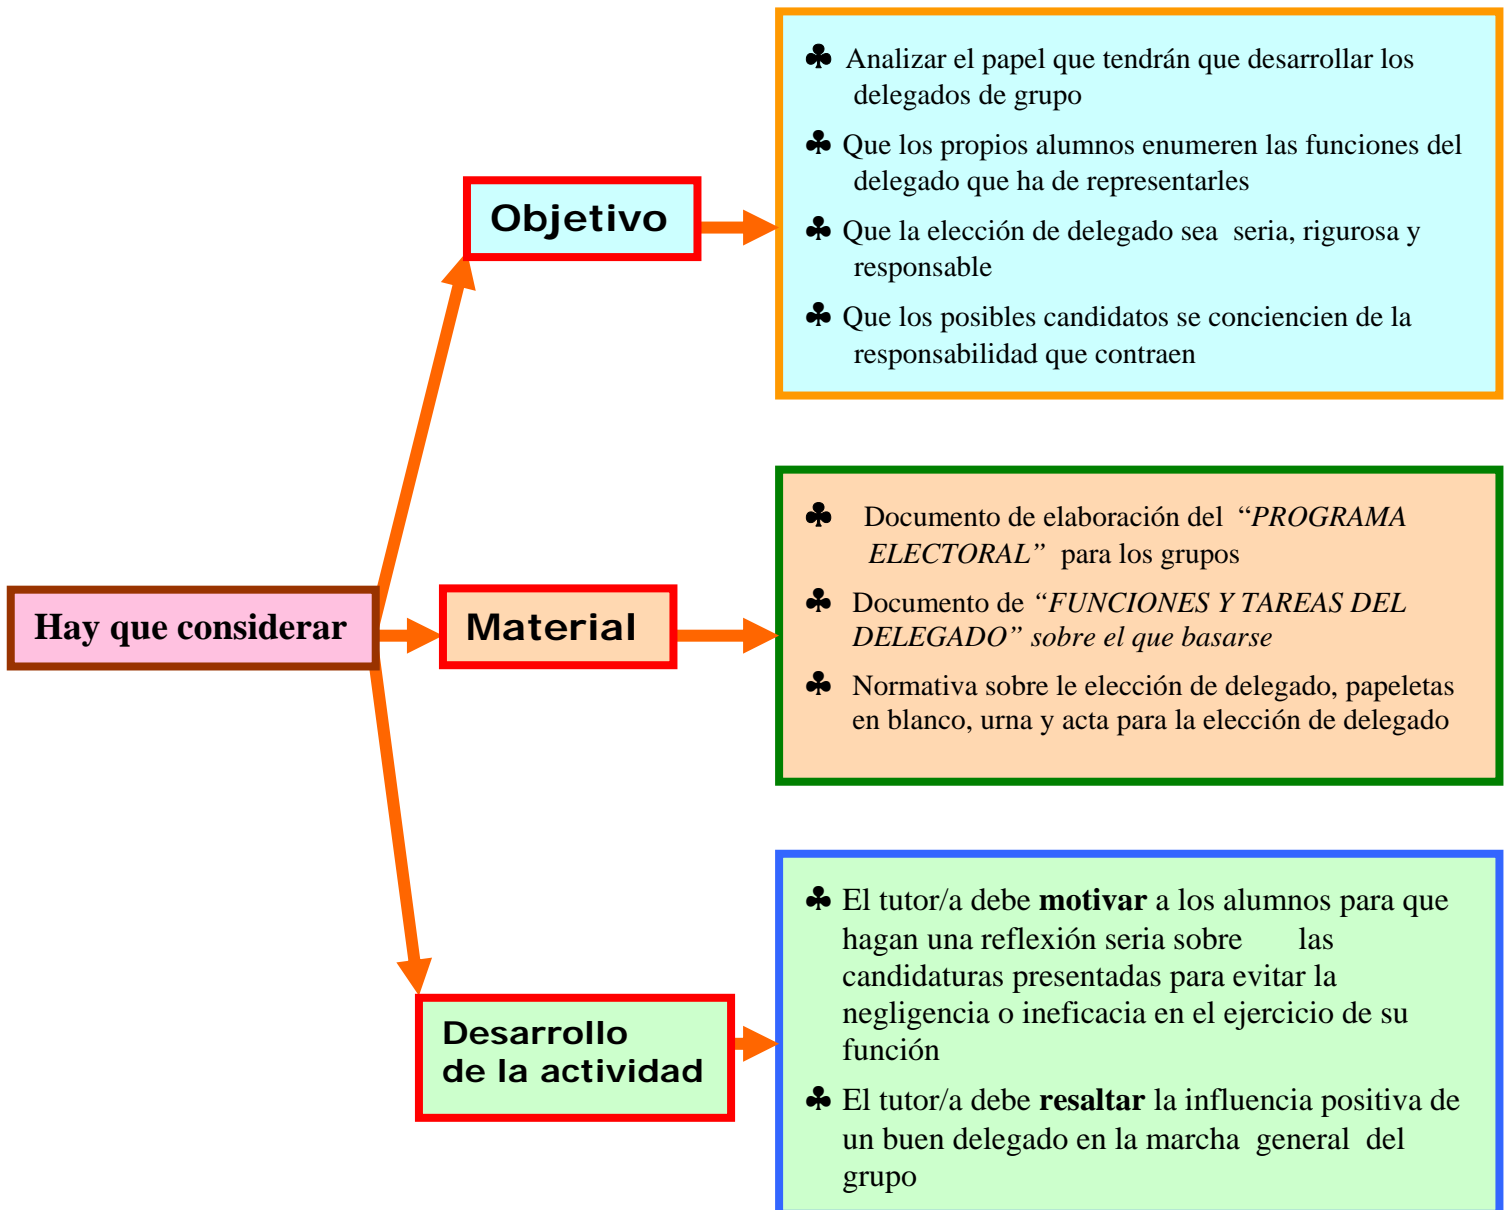 Hay que considerar
Objetivo
♣ Analizar el papel que tendrán que desarrollar los
delegados de grupo
♣ Que los propios alumnos enumeren las funciones del
delegado que ha de representarles
♣ Que la elección de delegado sea seria, rigurosa y
responsable
♣ Que los posibles candidatos se conciencien de la
responsabilidad que contraen
Material
♣ Documento de elaboración del “PROGRAMA
ELECTORAL” para los grupos
♣ Documento de “FUNCIONES Y TAREAS DEL
DELEGADO” sobre el que basarse
♣ Normativa sobre le elección de delegado, papeletas
en blanco, urna y acta para la elección de delegado
Desarrollo
de la actividad
♣ El tutor/a debe motivar a los alumnos para que
hagan una reflexión seria sobre las
candidaturas presentadas para evitar la
negligencia o ineficacia en el ejercicio de su
función
♣ El tutor/a debe resaltar la influencia positiva de
un buen delegado en la marcha general del
grupo